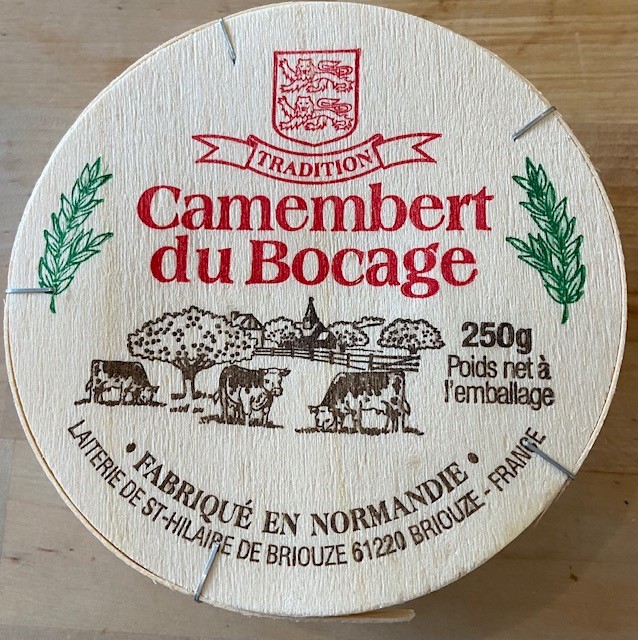 TRADITION
Camembert
du Bocage
250g
Poids net à
l'emballage
• FABRIQUÉ EN NORMANDIE •
LAITERIE DE ST-HILAIRE DE BRIOUZE 61220 BRIOUZE - FRANCE